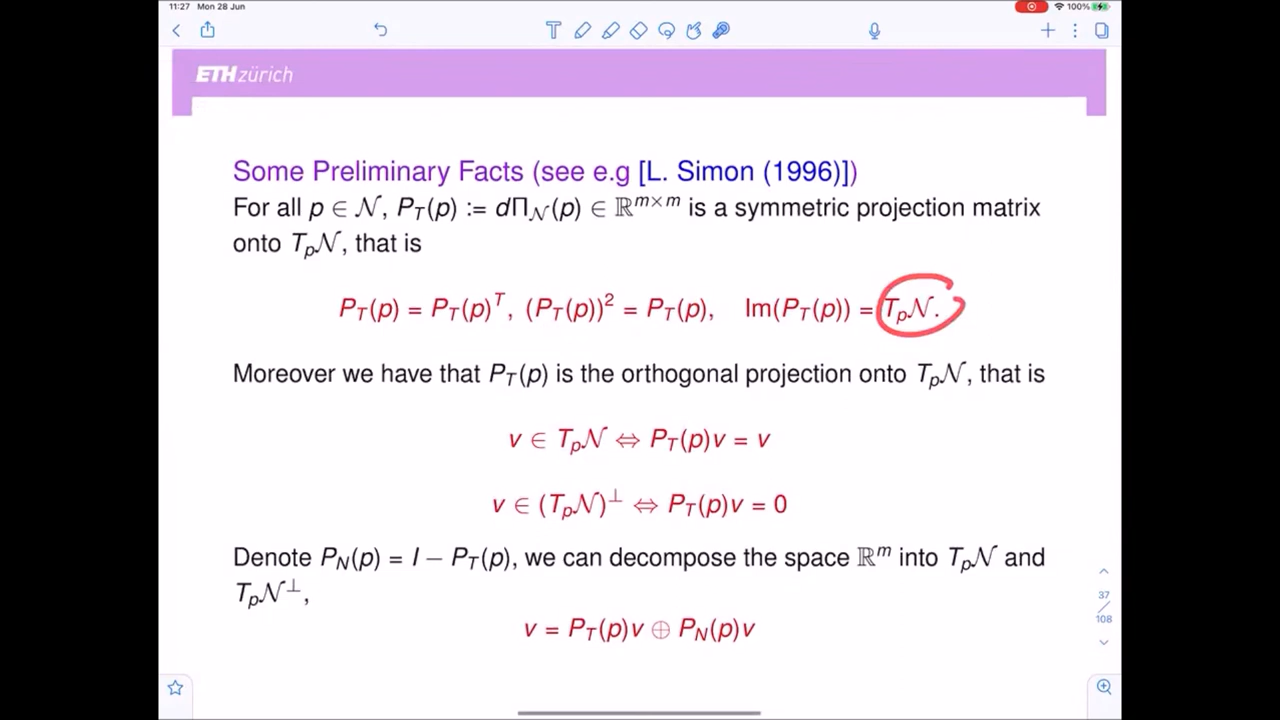 11:27 Mon 28 Jun
100%
T
ETH zürich
Some Preliminary Facts (see e.g [L. Simon (1996)])
For all p ∈ 𝒩, P_T(p) := dΠ_𝒩(p) ∈ ℝ^{m×m} is a symmetric projection matrix
onto T_p𝒩, that is
P_T(p) = P_T(p)^T, (P_T(p))² = P_T(p), Im(P_T(p)) = T_p𝒩.
Moreover we have that P_T(p) is the orthogonal projection onto T_p𝒩, that is
v ∈ T_p𝒩 ⇔ P_T(p)v = v
v ∈ (T_p𝒩)^⊥ ⇔ P_T(p)v = 0
Denote P_N(p) = I − P_T(p), we can decompose the space ℝ^m into T_p𝒩 and
T_p𝒩^⊥,
v = P_T(p)v ⊕ P_N(p)v
37
/
108